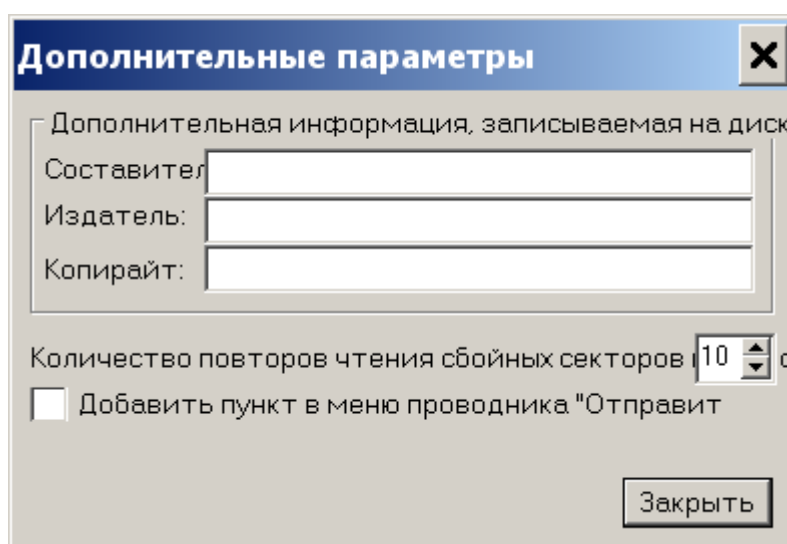 Дополнительные параметры
Дополнительная информация, записываемая на диск
Составител
Издатель:
Копирайт:
Количество повторов чтения сбойных секторов 10
Добавить пункт в меню проводника "Отправит
Закрыть